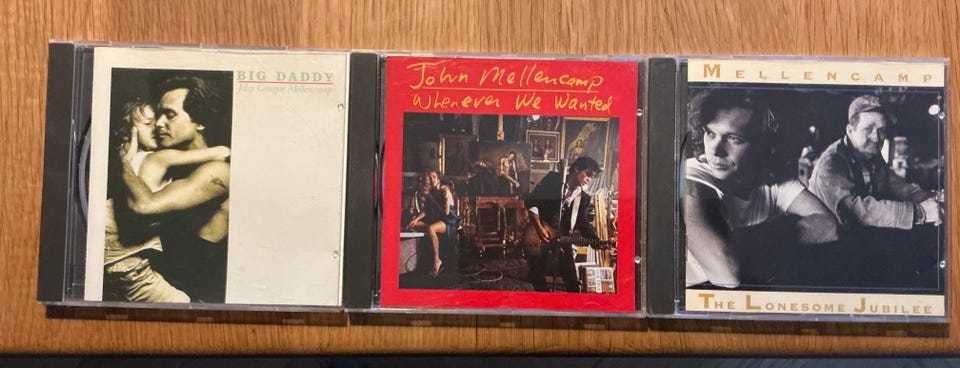 BIG DADDY
John Cougar Mellencamp
John Mellencamp
Whenever We Wanted
MELLENCAMP
THE LONESOME JUBILEE